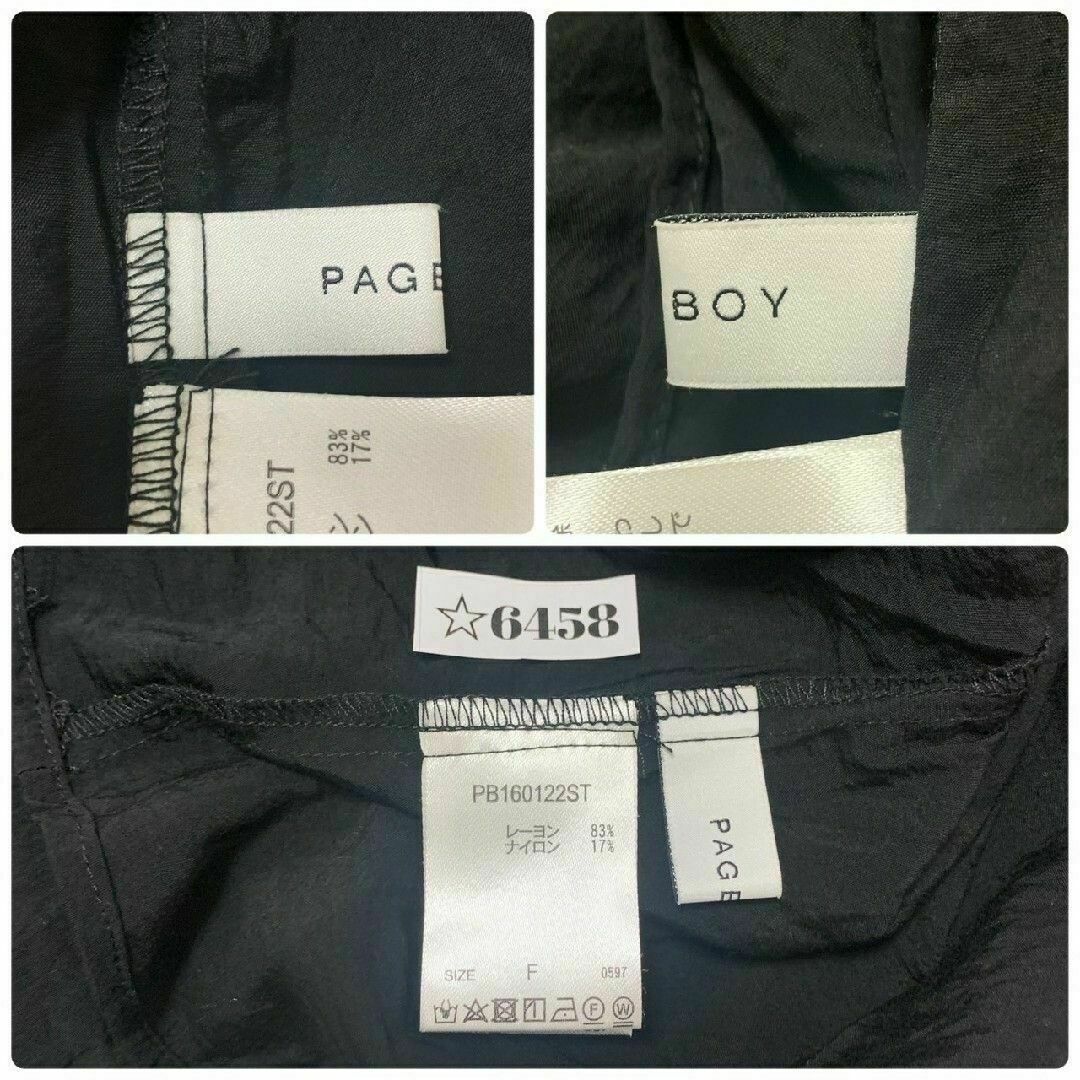 PAGE
22ST
83%
17%
BOY
☆6458
PB160122ST
レーヨン 83%
ナイロン 17%
PAGE
SIZE F 0597
F W